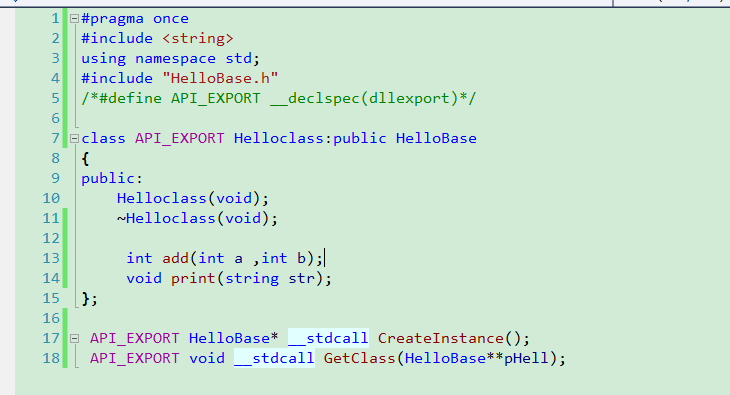 1 #pragma once
2 #include <string>
3 using namespace std;
4 #include "HelloBase.h"
5 /*#define API_EXPORT __declspec(dllexport)*/
6
7 class API_EXPORT Helloclass:public HelloBase
8 {
9 public:
10     Helloclass(void);
11     ~Helloclass(void);
12
13      int add(int a ,int b);
14      void print(string str);
15 };
16
17  API_EXPORT HelloBase* __stdcall CreateInstance();
18  API_EXPORT void __stdcall GetClass(HelloBase**pHell);